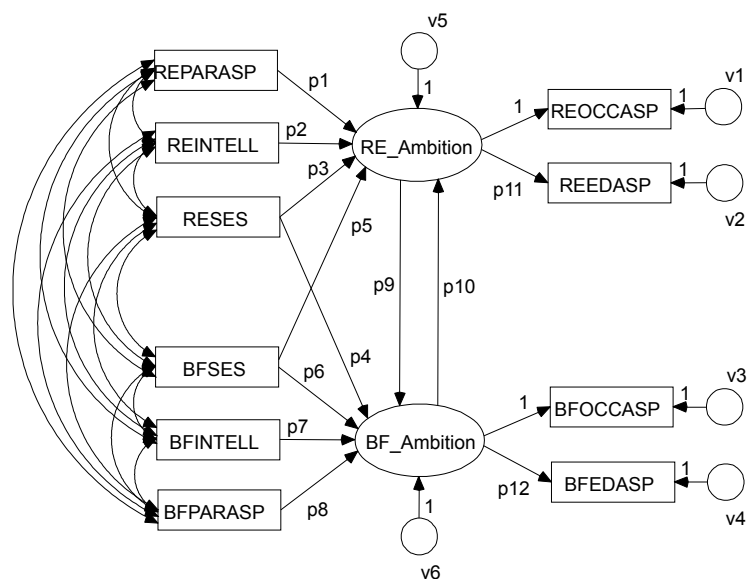 v5
REPARASP
p1
1
v1
1
REOCCASP
1
REINTELL
p2
RE_Ambition
p3
REEDASP
1
p11
v2
RESES
p5
p9
p10
p4
BFSES
p6
v3
1
BFOCCASP
1
BFINTELL
p7
BF_Ambition
p12
BFEDASP
1
v4
BFPARASP
p8
1
v6